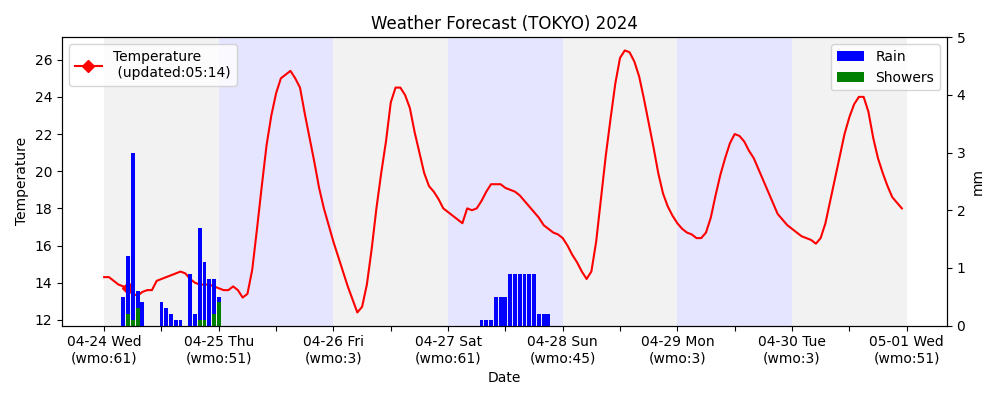 Weather Forecast (TOKYO) 2024
Temperature
(updated:05:14)
Rain
Showers
26
24
22
20
18
16
14
12
Temperature
5
4
3
2
1
0
mm
04-24 Wed 04-25 Thu 04-26 Fri 04-27 Sat 04-28 Sun 04-29 Mon 04-30 Tue 05-01 Wed
(wmo:61) (wmo:51) (wmo:3) (wmo:61) (wmo:45) (wmo:3) (wmo:3) (wmo:51)
Date